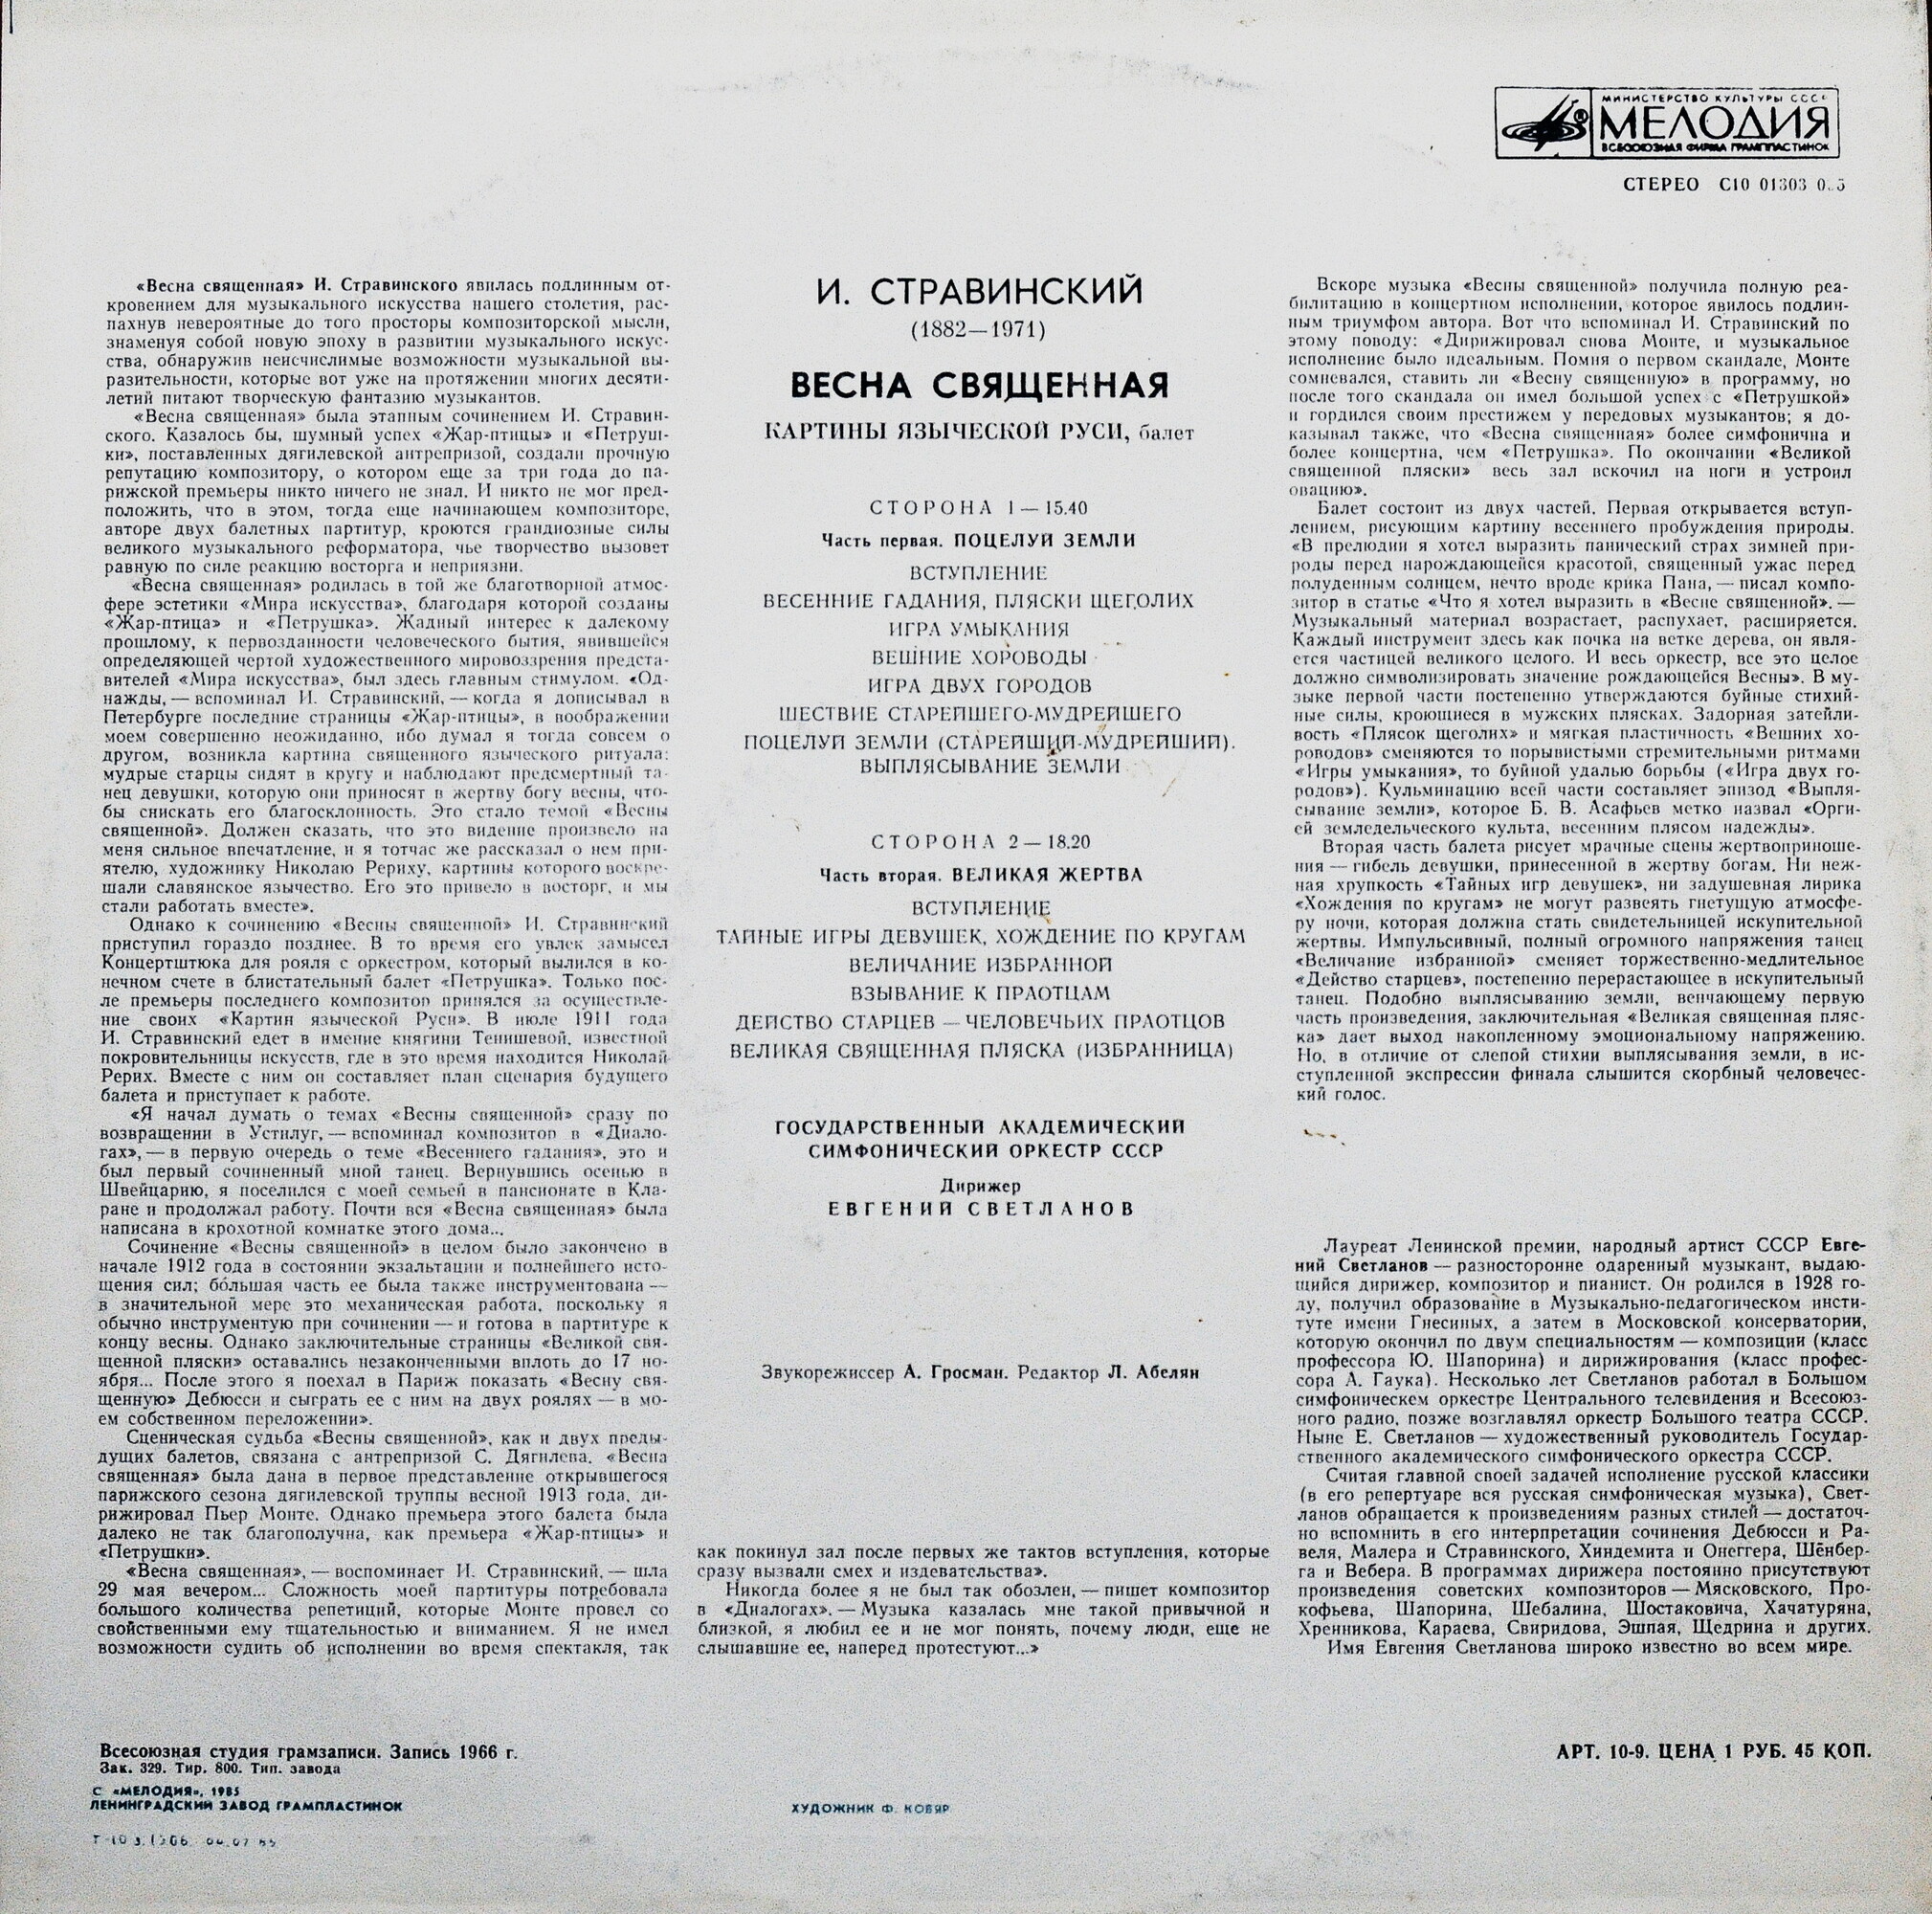 МИНИСТЕРСТВО КУЛЬТУРЫ СССР
МЕЛОДИЯ
ВСЕСОЮЗНАЯ ФИРМА ГРАМПЛАСТИНОК
СТЕРЕО С10 01303
«Весна священная» И. Стравинского явилась подлинным от-
кровением для музыкального искусства нашего столетия, рас-
пахнув невероятные до того просторы композиторской мысли,
знаменуя собой новую эпоху в развитии музыкального искус-
ства, обнаружив неисчислимые возможности музыкальной вы-
разительности, которые вот уже на протяжении многих десяти-
летий питают творческую фантазию музыкантов.
«Весна священная» была этапным сочинением И. Стравин-
ского. Казалось бы, шумный успех «Жар-птицы» и «Петруш-
ки», поставленных дягилевской антрепризой, создали прочную
репутацию композитору, о котором еще за три года до па-
рижской премьеры никто ничего не знал. И никто не мог пред-
положить, что в этом, тогда еще начинающем композиторе,
авторе двух балетных партитур, кроются грандиозные силы
великого музыкального реформатора, чье творчество вызовет
равную по силе реакцию восторга и неприязни.
«Весна священная» родилась в той же благотворной атмос-
фере эстетики «Мира искусства», благодаря которой созданы
«Жар-птица» и «Петрушка». Жадный интерес к далекому
прошлому, к первозданности человеческого бытия, явившейся
определяющей чертой художественного мировоззрения предста-
вителей «Мира искусства», был здесь главным стимулом. «Од-
нажды, — вспоминал И. Стравинский, — когда я дописывал в
Петербурге последние страницы «Жар-птицы», в воображении
моем совершенно неожиданно, ибо думал я тогда совсем о
другом, возникла картина священного языческого ритуала:
мудрые старцы сидят в кругу и наблюдают предсмертный та-
нец девушки, которую они приносят в жертву богу весны, что-
бы снискать его благосклонность. Это стало темой «Весны
священной». Должен сказать, что это видение произвело на
меня сильное впечатление, и я тотчас же рассказал о нем при-
ятелю, художнику Николаю Рериху, картины которого воскре-
шали славянское язычество. Его это привело в восторг, и мы
стали работать вместе».
Однако к сочинению «Весны священной» И. Стравинский
приступил гораздо позднее. В то время его увлек замысел
Концертштюка для рояля с оркестром, который вылился в ко-
нечном счете в блистательный балет «Петрушка». Только пос-
ле премьеры последнего композитор принялся за осуществле-
ние своих «Картин языческой Руси». В июле 1911 года
И. Стравинский едет в имение княгини Тенишевой, известной
покровительницы искусств, где в это время находится Николай
Рерих. Вместе с ним он составляет план сценария будущего
балета и приступает к работе.
«Я начал думать о темах «Весны священной» сразу по
возвращении в Устилуг, — вспоминал композитор в «Диало-
гах», — в первую очередь о теме «Весеннего гадания», это и
был первый сочиненный мной танец. Вернувшись осенью в
Швейцарию, я поселился с моей семьей в пансионате в Кла-
ране и продолжал работу. Почти вся «Весна священная» была
написана в крохотной комнатке этого дома...
Сочинение «Весны священной» в целом было закончено в
начале 1912 года в состоянии экзальтации и полнейшего исто-
щения сил; бо́льшая часть ее была также инструментована —
в значительной мере это механическая работа, поскольку я
обычно инструментую при сочинении — и готова в партитуре к
концу весны. Однако заключительные страницы «Великой свя-
щенной пляски» оставались незаконченными вплоть до 17 но-
ября... После этого я поехал в Париж показать «Весну свя-
щенную» Дебюсси и сыграть ее с ним на двух роялях — в мо-
ем собственном переложении».
Сценическая судьба «Весны священной», как и двух преды-
дущих балетов, связана с антрепризой С. Дягилева. «Весна
священная» была дана в первое представление открывшегося
парижского сезона дягилевской труппы весной 1913 года, ди-
рижировал Пьер Монте. Однако премьера этого балета была
далеко не так благополучна, как премьера «Жар-птицы» и
«Петрушки».
«Весна священная», — воспоминает И. Стравинский, — шла
29 мая вечером... Сложность моей партитуры потребовала
большого количества репетиций, которые Монте провел со
свойственными ему тщательностью и вниманием. Я не имел
возможности судить об исполнении во время спектакля, так
И. СТРАВИНСКИЙ
(1882—1971)
ВЕСНА СВЯЩЕННАЯ
КАРТИНЫ ЯЗЫЧЕСКОЙ РУСИ, балет
СТОРОНА 1 — 15.40
Часть первая. ПОЦЕЛУЙ ЗЕМЛИ
ВСТУПЛЕНИЕ
ВЕСЕННИЕ ГАДАНИЯ, ПЛЯСКИ ЩЕГОЛИХ
ИГРА УМЫКАНИЯ
ВЕШНИЕ ХОРОВОДЫ
ИГРА ДВУХ ГОРОДОВ
ШЕСТВИЕ СТАРЕЙШЕГО-МУДРЕЙШЕГО
ПОЦЕЛУЙ ЗЕМЛИ (СТАРЕЙШИЙ-МУДРЕЙШИЙ).
ВЫПЛЯСЫВАНИЕ ЗЕМЛИ
СТОРОНА 2 — 18.20
Часть вторая. ВЕЛИКАЯ ЖЕРТВА
ВСТУПЛЕНИЕ
ТАЙНЫЕ ИГРЫ ДЕВУШЕК, ХОЖДЕНИЕ ПО КРУГАМ
ВЕЛИЧАНИЕ ИЗБРАННОЙ
ВЗЫВАНИЕ К ПРАОТЦАМ
ДЕЙСТВО СТАРЦЕВ — ЧЕЛОВЕЧЬИХ ПРАОТЦОВ
ВЕЛИКАЯ СВЯЩЕННАЯ ПЛЯСКА (ИЗБРАННИЦА)
ГОСУДАРСТВЕННЫЙ АКАДЕМИЧЕСКИЙ
СИМФОНИЧЕСКИЙ ОРКЕСТР СССР
Дирижер
ЕВГЕНИЙ СВЕТЛАНОВ
Звукорежиссер А. Гросман. Редактор Л. Абелян
как покинул зал после первых же тактов вступления, которые
сразу вызвали смех и издевательства».
Никогда более я не был так обозлен, — пишет композитор
в «Диалогах». — Музыка казалась мне такой привычной и
близкой, я любил ее и не мог понять, почему люди, еще не
слышавшие ее, наперед протестуют...»
Вскоре музыка «Весны священной» получила полную реа-
билитацию в концертном исполнении, которое явилось подлин-
ным триумфом автора. Вот что вспоминал И. Стравинский по
этому поводу: «Дирижировал снова Монте, и музыкальное
исполнение было идеальным. Помня о первом скандале, Монте
сомневался, ставить ли «Весну священную» в программу, но
после того скандала он имел большой успех с «Петрушкой»
и гордился своим престижем у передовых музыкантов; я до-
казывал также, что «Весна священная» более симфонична и
более концертна, чем «Петрушка». По окончании «Великой
священной пляски» весь зал вскочил на ноги и устроил
овацию».
Балет состоит из двух частей. Первая открывается вступ-
лением, рисующим картину весеннего пробуждения природы.
«В прелюдии я хотел выразить панический страх зимней при-
роды перед нарождающейся красотой, священный ужас перед
полуденным солнцем, нечто вроде крика Пана, — писал компо-
зитор в статье «Что я хотел выразить в «Весне священной». —
Музыкальный материал возрастает, распухает, расширяется.
Каждый инструмент здесь как почка на ветке дерева, он явля-
ется частицей великого целого. И весь оркестр, все это целое
должно символизировать значение рождающейся Весны». В му-
зыке первой части постепенно утверждаются буйные стихий-
ные силы, кроющиеся в мужских плясках. Задорная затейли-
вость «Плясок щеголих» и мягкая пластичность «Вешних хо-
роводов» сменяются то порывистыми стремительными ритмами
«Игры умыкания», то буйной удалью борьбы («Игра двух го-
родов»). Кульминацию всей части составляет эпизод «Выпля-
сывание земли», которое Б. В. Асафьев метко назвал «Орги-
ей земледельческого культа, весенним плясом надежды».
Вторая часть балета рисует мрачные сцены жертвоприноше-
ния — гибель девушки, принесенной в жертву богам. Ни неж-
ная хрупкость «Тайных игр девушек», ни задушевная лирика
«Хождения по кругам» не могут развеять гнетущую атмосфе-
ру ночи, которая должна стать свидетельницей искупительной
жертвы. Импульсивный, полный огромного напряжения танец
«Величание избранной» сменяет торжественно-медлительное
«Действо старцев», постепенно перерастающее в искупительный
танец. Подобно выплясыванию земли, венчающему первую
часть произведения, заключительная «Великая священная пляс-
ка» дает выход накопленному эмоциональному напряжению.
Но, в отличие от слепой стихии выплясывания земли, в ис-
ступленной экспрессии финала слышится скорбный человечес-
кий голос.
Лауреат Ленинской премии, народный артист СССР Евге-
ний Светланов — разносторонне одаренный музыкант, выдаю-
щийся дирижер, композитор и пианист. Он родился в 1928 го-
ду, получил образование в Музыкально-педагогическом инсти-
туте имени Гнесиных, а затем в Московской консерватории,
которую окончил по двум специальностям — композиции (класс
профессора Ю. Шапорина) и дирижирования (класс профес-
сора А. Гаука). Несколько лет Светланов работал в Большом
симфоническем оркестре Центрального телевидения и Всесоюз-
ного радио, позже возглавлял оркестр Большого театра СССР.
Ныне Е. Светланов — художественный руководитель Государ-
ственного академического симфонического оркестра СССР.
Считая главной своей задачей исполнение русской классики
(в его репертуаре вся русская симфоническая музыка), Свет-
ланов обращается к произведениям разных стилей — достаточ-
но вспомнить в его интерпретации сочинения Дебюсси и Ра-
веля, Малера и Стравинского, Хиндемита и Онеггера, Шёнбер-
га и Вебера. В программах дирижера постоянно присутствуют
произведения советских композиторов — Мясковского, Про-
кофьева, Шапорина, Шебалина, Шостаковича, Хачатуряна,
Хренникова, Караева, Свиридова, Эшпая, Щедрина и других.
Имя Евгения Светланова широко известно во всем мире.
Всесоюзная студия грамзаписи. Запись 1966 г.
Зак. 329. Тир. 800. Тип. завода
С «МЕЛОДИЯ», 1985
ЛЕНИНГРАДСКИЙ ЗАВОД ГРАМПЛАСТИНОК
ХУДОЖНИК Ф. КОБЯР
АРТ. 10-9. ЦЕНА 1 РУБ. 45 КОП.